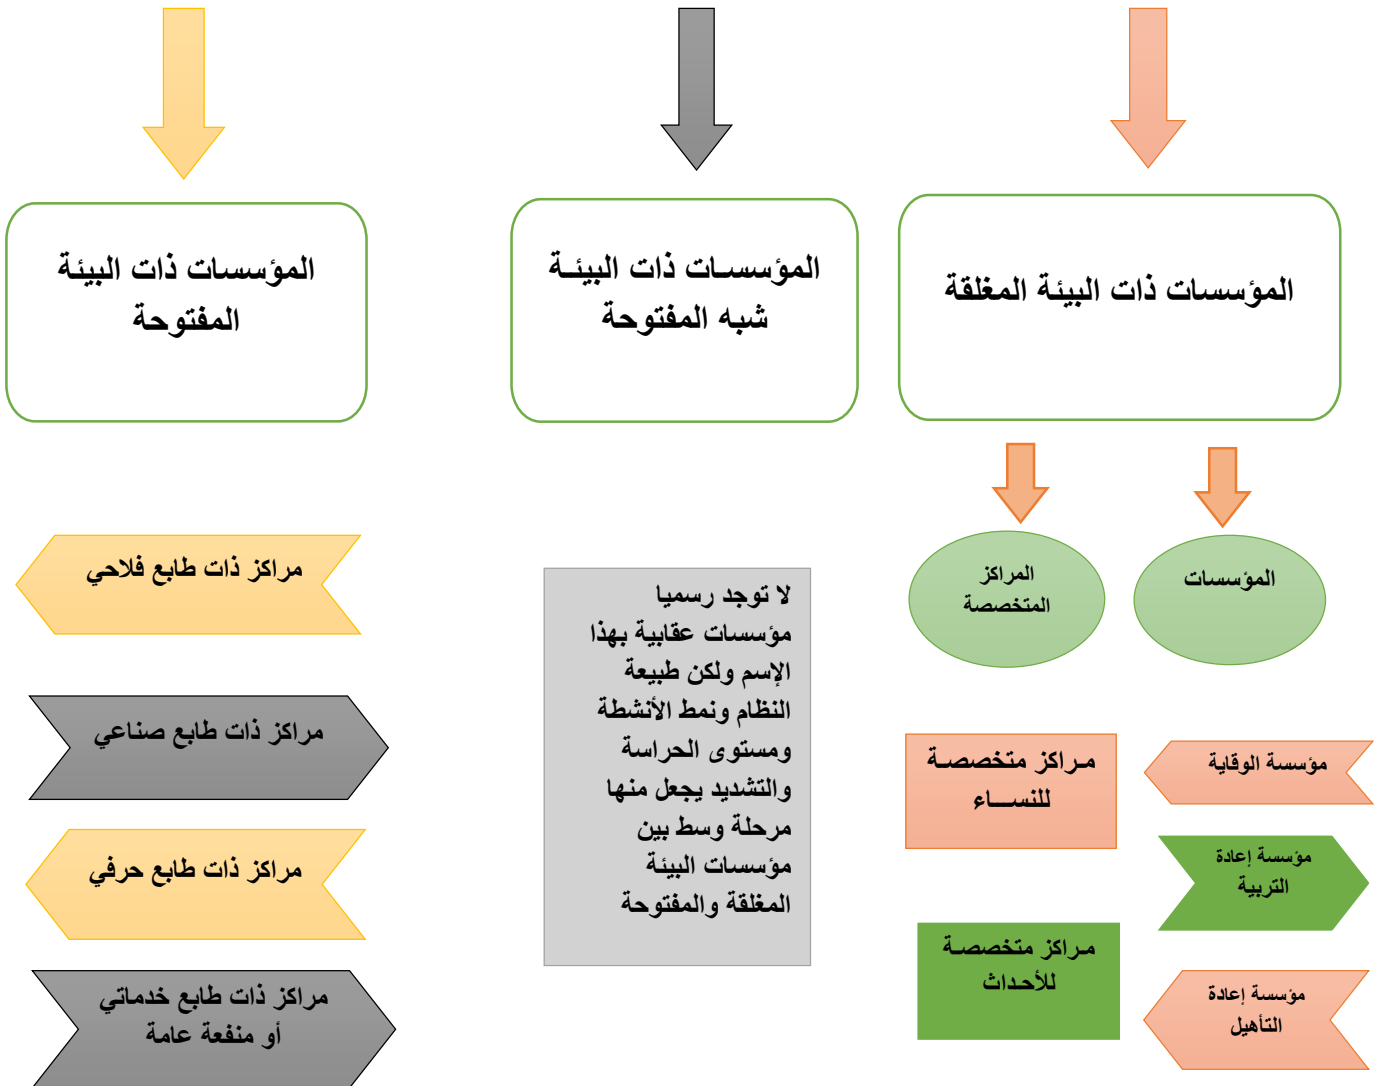 المؤسسات ذات البيئة المغلقة
المؤسسات ذات البيئة
شبه المفتوحة
المؤسسات ذات البيئة
المفتوحة
المؤسسات
المراكز
المتخصصة
مؤسسة الوقاية
مؤسسة إعادة
التربية
مؤسسة إعادة
التأهيل
مراكز متخصصة
للنساء
مراكز متخصصة
للأحداث
لا توجد رسميا
مؤسسات عقابية بهذا
الإسم ولكن طبيعة
النظام ونمط الأنشطة
ومستوى الحراسة
والتشديد يجعل منها
مرحلة وسط بين
مؤسسات البيئة
المغلقة والمفتوحة
مراكز ذات طابع فلاحي
مراكز ذات طابع صناعي
مراكز ذات طابع حرفي
مراكز ذات طابع خدماتي
أو منفعة عامة